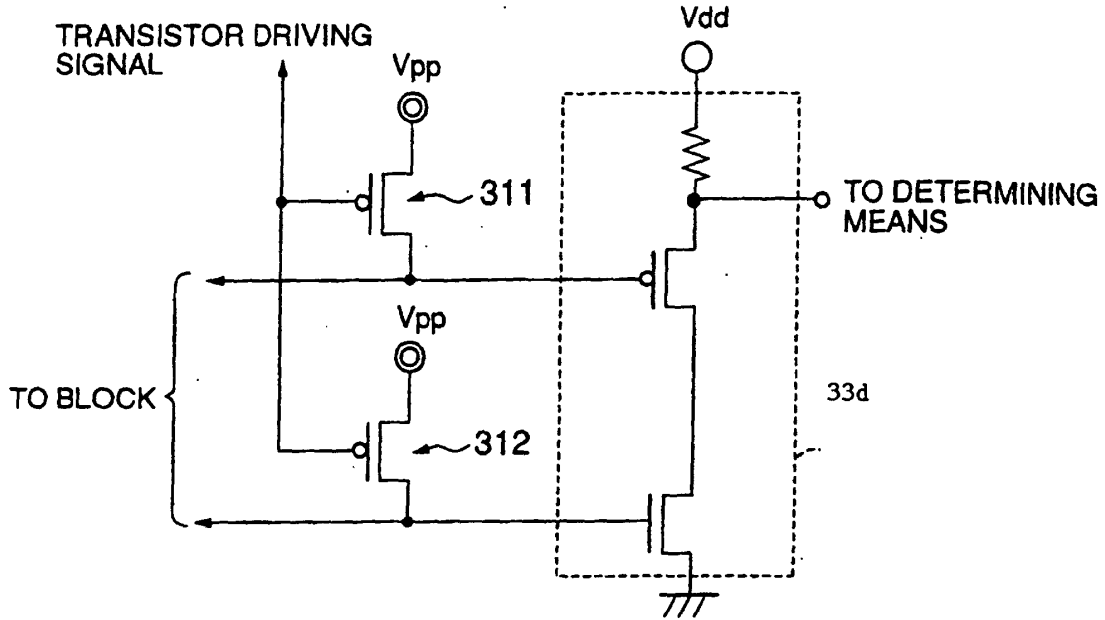 Vdd
TRANSISTOR DRIVING
SIGNAL
Vpp
311
TO DETERMINING
MEANS
Vpp
TO BLOCK
33d
312